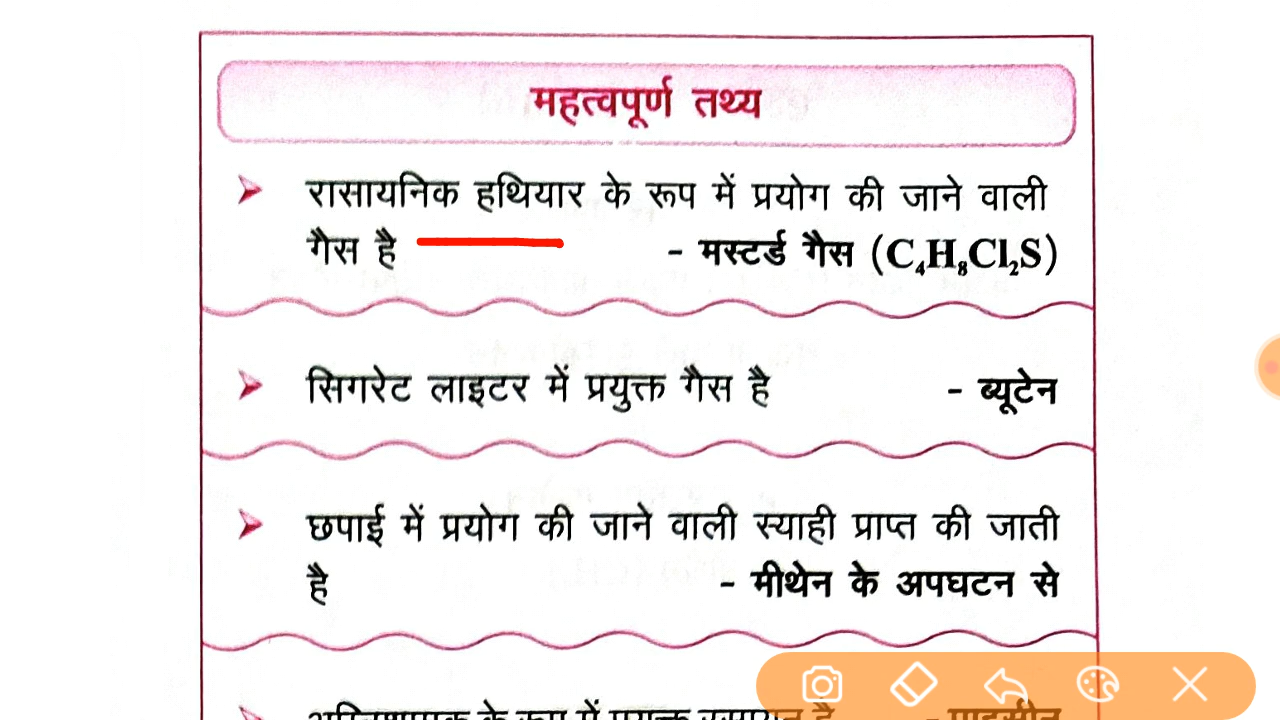 महत्वपूर्ण तथ्य
रासायनिक हथियार के रूप में प्रयोग की जाने वाली
गैस है - मस्टर्ड गैस (C₄H₈Cl₂S)
सिगरेट लाइटर में प्रयुक्त गैस है - ब्यूटेन
छपाई में प्रयोग की जाने वाली स्याही प्राप्त की जाती
है - मीथेन के अपघटन से
के रूप में है -